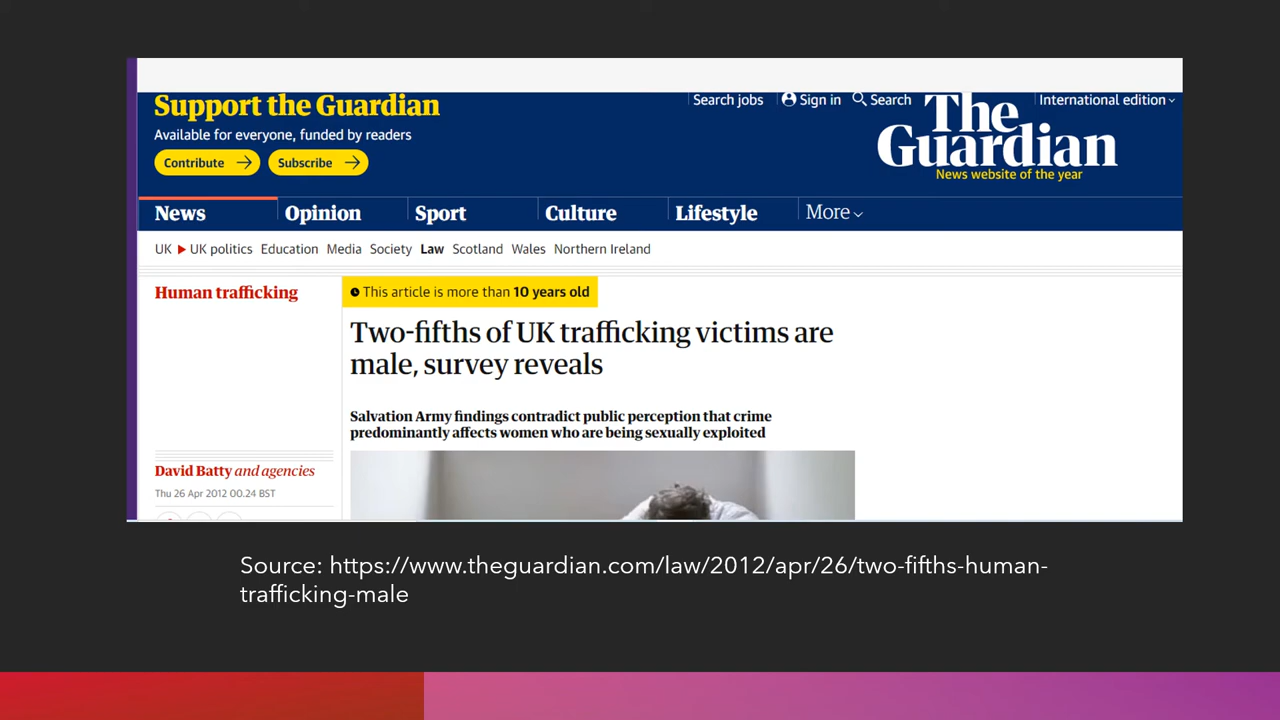 Support the Guardian
Available for everyone, funded by readers
Contribute
Subscribe
Search jobs
Sign in
Search
International edition
The
Guardian
News website of the year
News
Opinion
Sport
Culture
Lifestyle
More
UK
UK politics
Education
Media
Society
Law
Scotland
Wales
Northern Ireland
Human trafficking
This article is more than 10 years old
Two-fifths of UK trafficking victims are
male, survey reveals
Salvation Army findings contradict public perception that crime
predominantly affects women who are being sexually exploited
David Batty and agencies
Thu 26 Apr 2012 00.24 BST
Source: https://www.theguardian.com/law/2012/apr/26/two-fifths-human-
trafficking-male